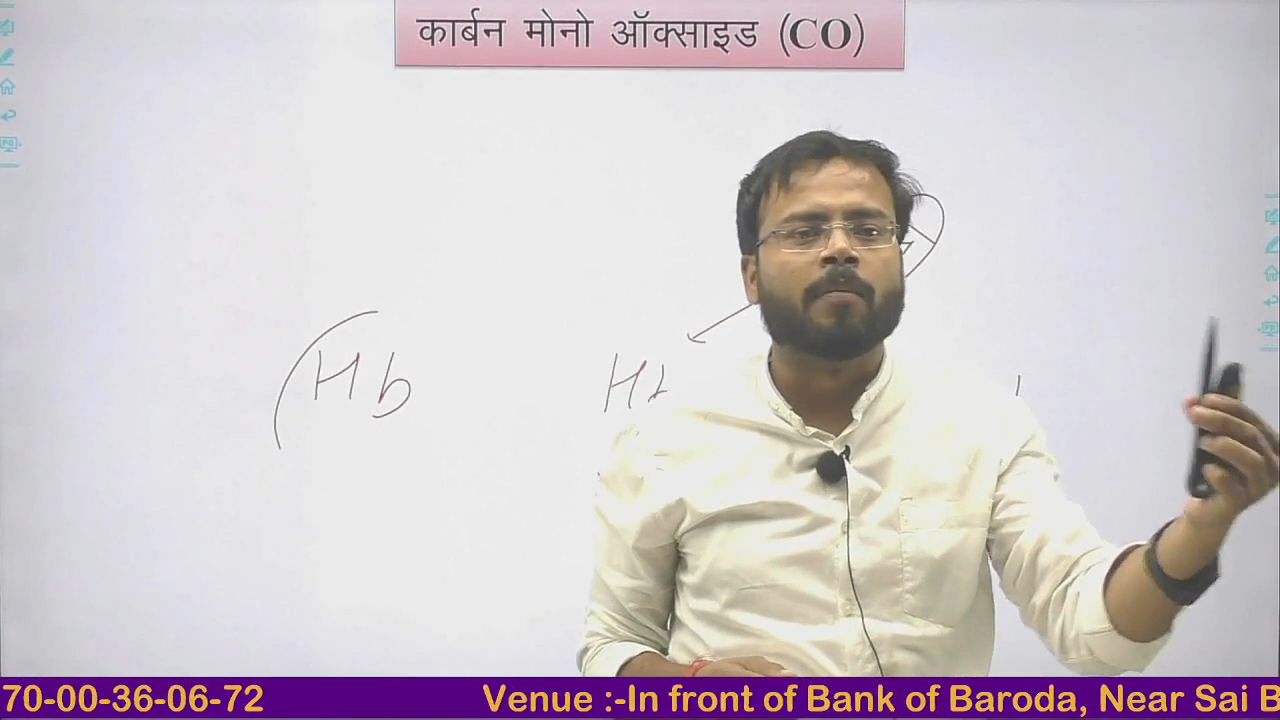 कार्बन मोनो ऑक्साइड (CO)
Hb
70-00-36-06-72 Venue :-In front of Bank of Baroda, Near Sai B